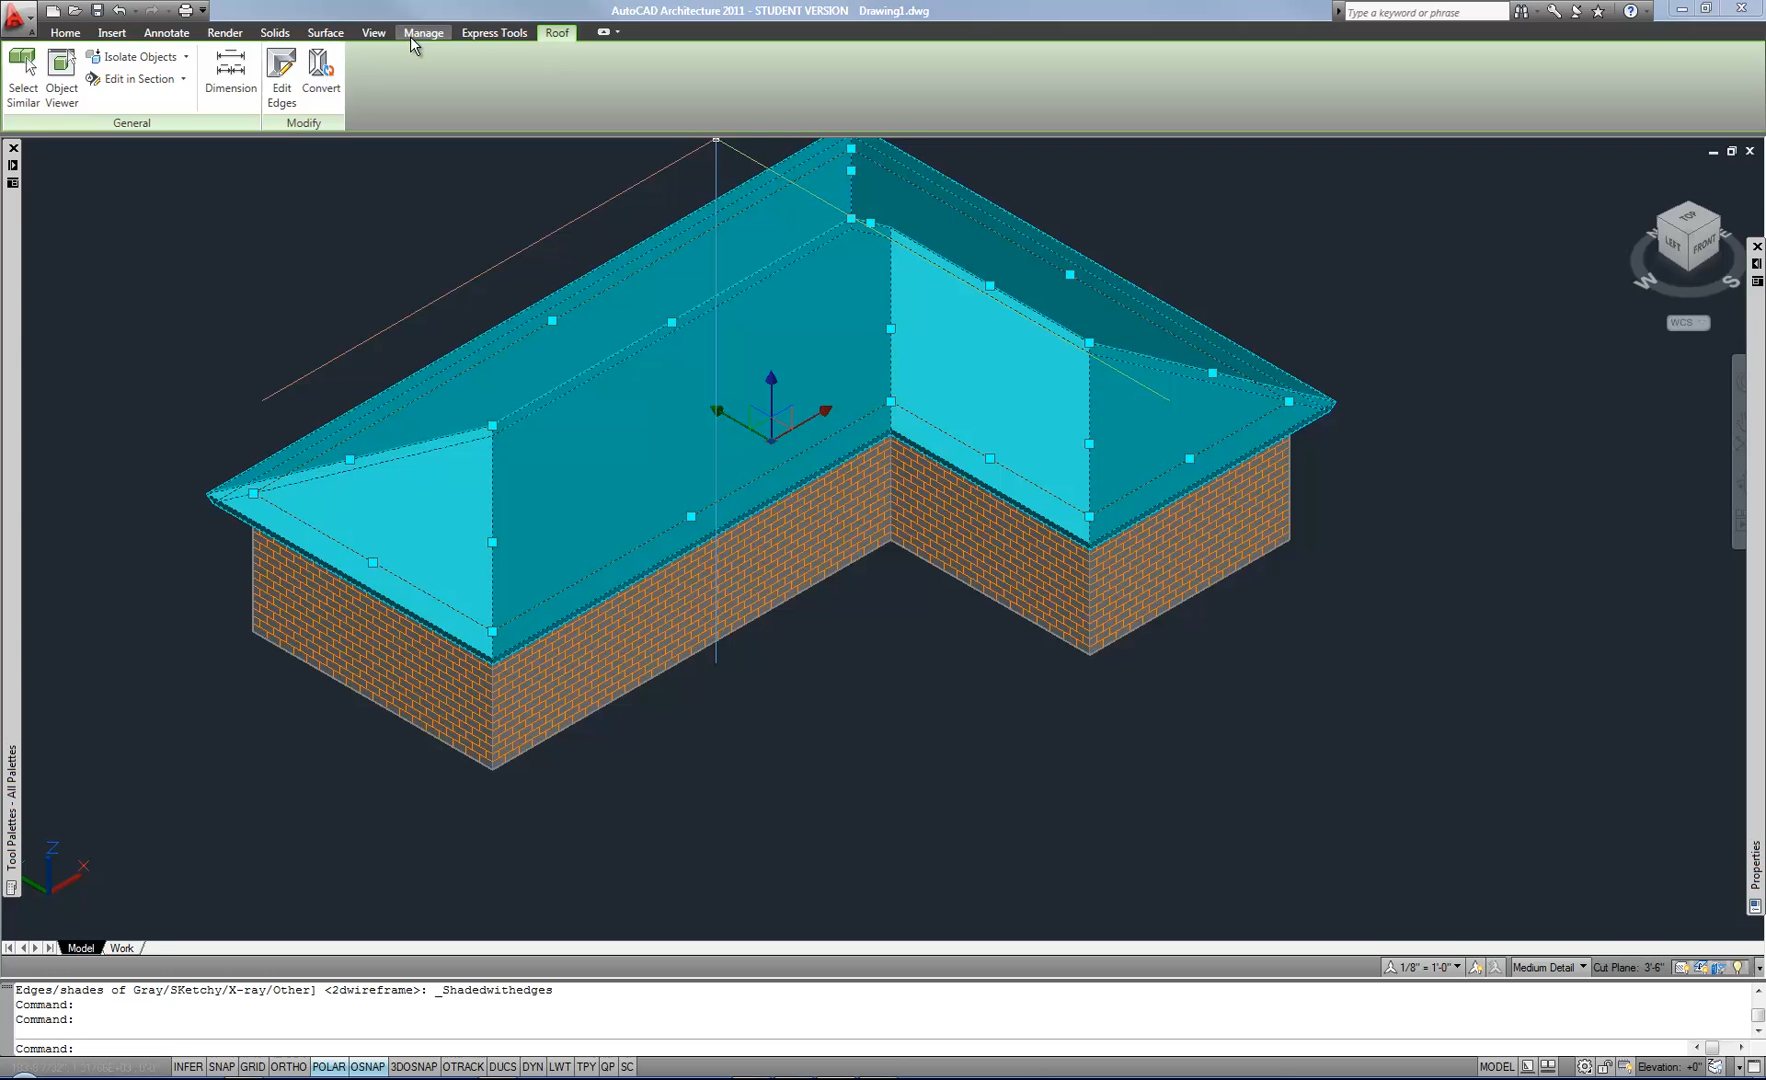 AutoCAD Architecture 2011 - STUDENT VERSION Drawing1.dwg
Type a keyword or phrase
Home Insert Annotate Render Solids Surface View Manage Express Tools Roof
Select Similar
Object Viewer
Isolate Objects
Edit in Section
Dimension
Edit Edges
Convert
General
Modify
TOP
LEFT
FRONT
W
S
WCS
Tool Palettes - All Palettes
Properties
Z
X
Model Work
1/8" = 1'-0" Medium Detail Cut Plane: 3'-6"
Edges/shades of Gray/SKetchy/X-ray/Other] <2dwireframe>: _Shadedwithedges
Command:
Command:
Command:
INFER SNAP GRID ORTHO POLAR OSNAP 3DOSNAP OTRACK DUCS DYN LWT TPY QP SC
MODEL
Elevation: +0"